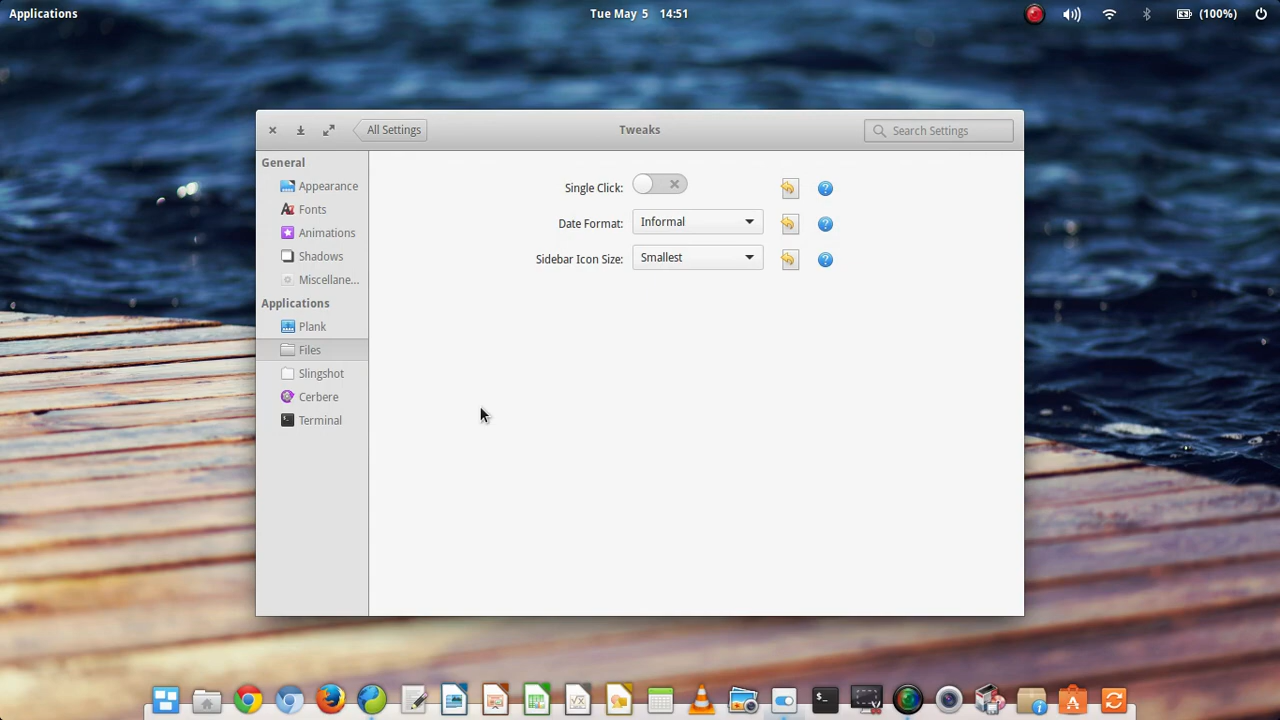 Applications
Tue May 5 14:51
(100%)
All Settings
Tweaks
Search Settings
General
Appearance
Fonts
Animations
Shadows
Miscellane...
Applications
Plank
Files
Slingshot
Cerbere
Terminal
Single Click:
Date Format:
Informal
Sidebar Icon Size:
Smallest